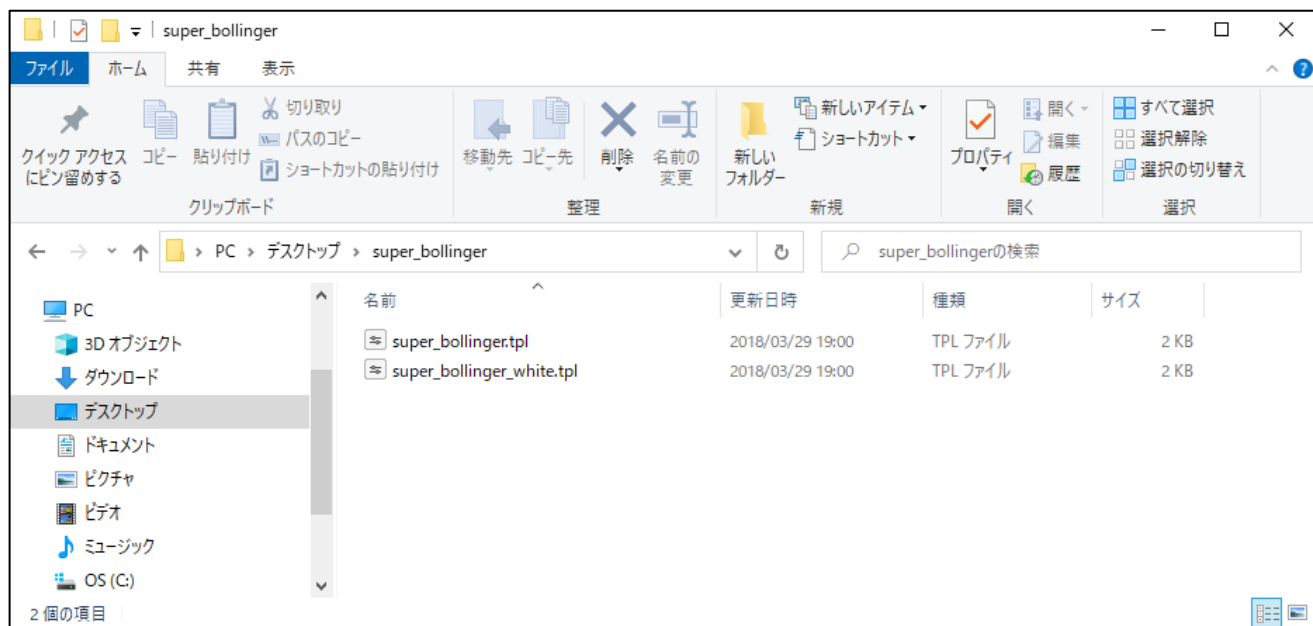 super_bollinger
ファイル ホーム 共有 表示
クイック アクセス
にピン留めする
コピー
貼り付け
切り取り
パスのコピー
ショートカットの貼り付け
クリップボード
移動先 コピー先 削除 名前の
変更
整理
新しい
フォルダー
新しいアイテム
ショートカット
新規
プロパティ
開く
編集
履歴
開く
すべて選択
選択解除
選択の切り替え
選択
PC › デスクトップ › super_bollinger
super_bollingerの検索
PC
3D オブジェクト
ダウンロード
デスクトップ
ドキュメント
ピクチャ
ビデオ
ミュージック
OS (C:)
名前 更新日時 種類 サイズ
super_bollinger.tpl 2018/03/29 19:00 TPL ファイル 2 KB
super_bollinger_white.tpl 2018/03/29 19:00 TPL ファイル 2 KB
2 個の項目